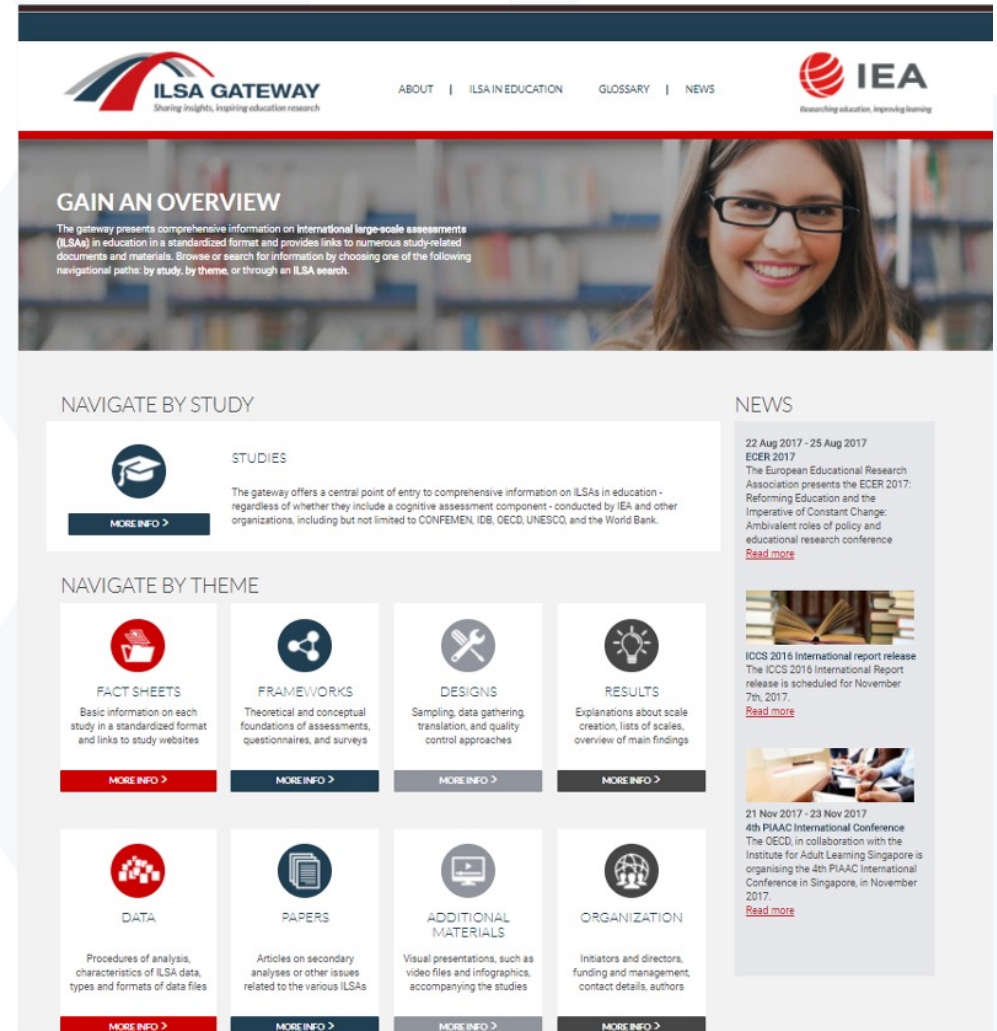 ILSA GATEWAY
Sharing insights, inspiring education research
ABOUT | ILSA IN EDUCATION GLOSSARY | NEWS
IEA
Researching education, improving learning
GAIN AN OVERVIEW
The gateway presents comprehensive information on international large-scale assessments
(ILSAs) in education in a standardized format and provides links to numerous study-related
documents and materials. Browse or search for information by choosing one of the following
navigational paths: by study, by theme, or through an ILSA search.
NAVIGATE BY STUDY
STUDIES
The gateway offers a central point of entry to comprehensive information on ILSAs in education -
regardless of whether they include a cognitive assessment component - conducted by IEA and other
organizations, including but not limited to CONFEMEN, IDB, OECD, UNESCO, and the World Bank.
MORE INFO >
NAVIGATE BY THEME
FACT SHEETS
Basic information on each
study in a standardized format
and links to study websites
MORE INFO >
FRAMEWORKS
Theoretical and conceptual
foundations of assessments,
questionnaires, and surveys
MORE INFO >
DESIGNS
Sampling, data gathering,
translation, and quality
control approaches
MORE INFO >
RESULTS
Explanations about scale
creation, lists of scales,
overview of main findings
MORE INFO >
DATA
Procedures of analysis,
characteristics of ILSA data,
types and formats of data files
MORE INFO >
PAPERS
Articles on secondary
analyses or other issues
related to the various ILSAs
MORE INFO >
ADDITIONAL
MATERIALS
Visual presentations, such as
video files and infographics,
accompanying the studies
MORE INFO >
ORGANIZATION
Initiators and directors,
funding and management,
contact details, authors
MORE INFO >
NEWS
22 Aug 2017 - 25 Aug 2017
ECER 2017
The European Educational Research
Association presents the ECER 2017:
Reforming Education and the
Imperative of Constant Change:
Ambivalent roles of policy and
educational research conference
Read more
ICCS 2016 International report release
The ICCS 2016 International Report
release is scheduled for November
7th, 2017.
Read more
21 Nov 2017 - 23 Nov 2017
4th PIAAC International Conference
The OECD, in collaboration with the
Institute for Adult Learning Singapore is
organising the 4th PIAAC International
Conference in Singapore, in November
2017.
Read more